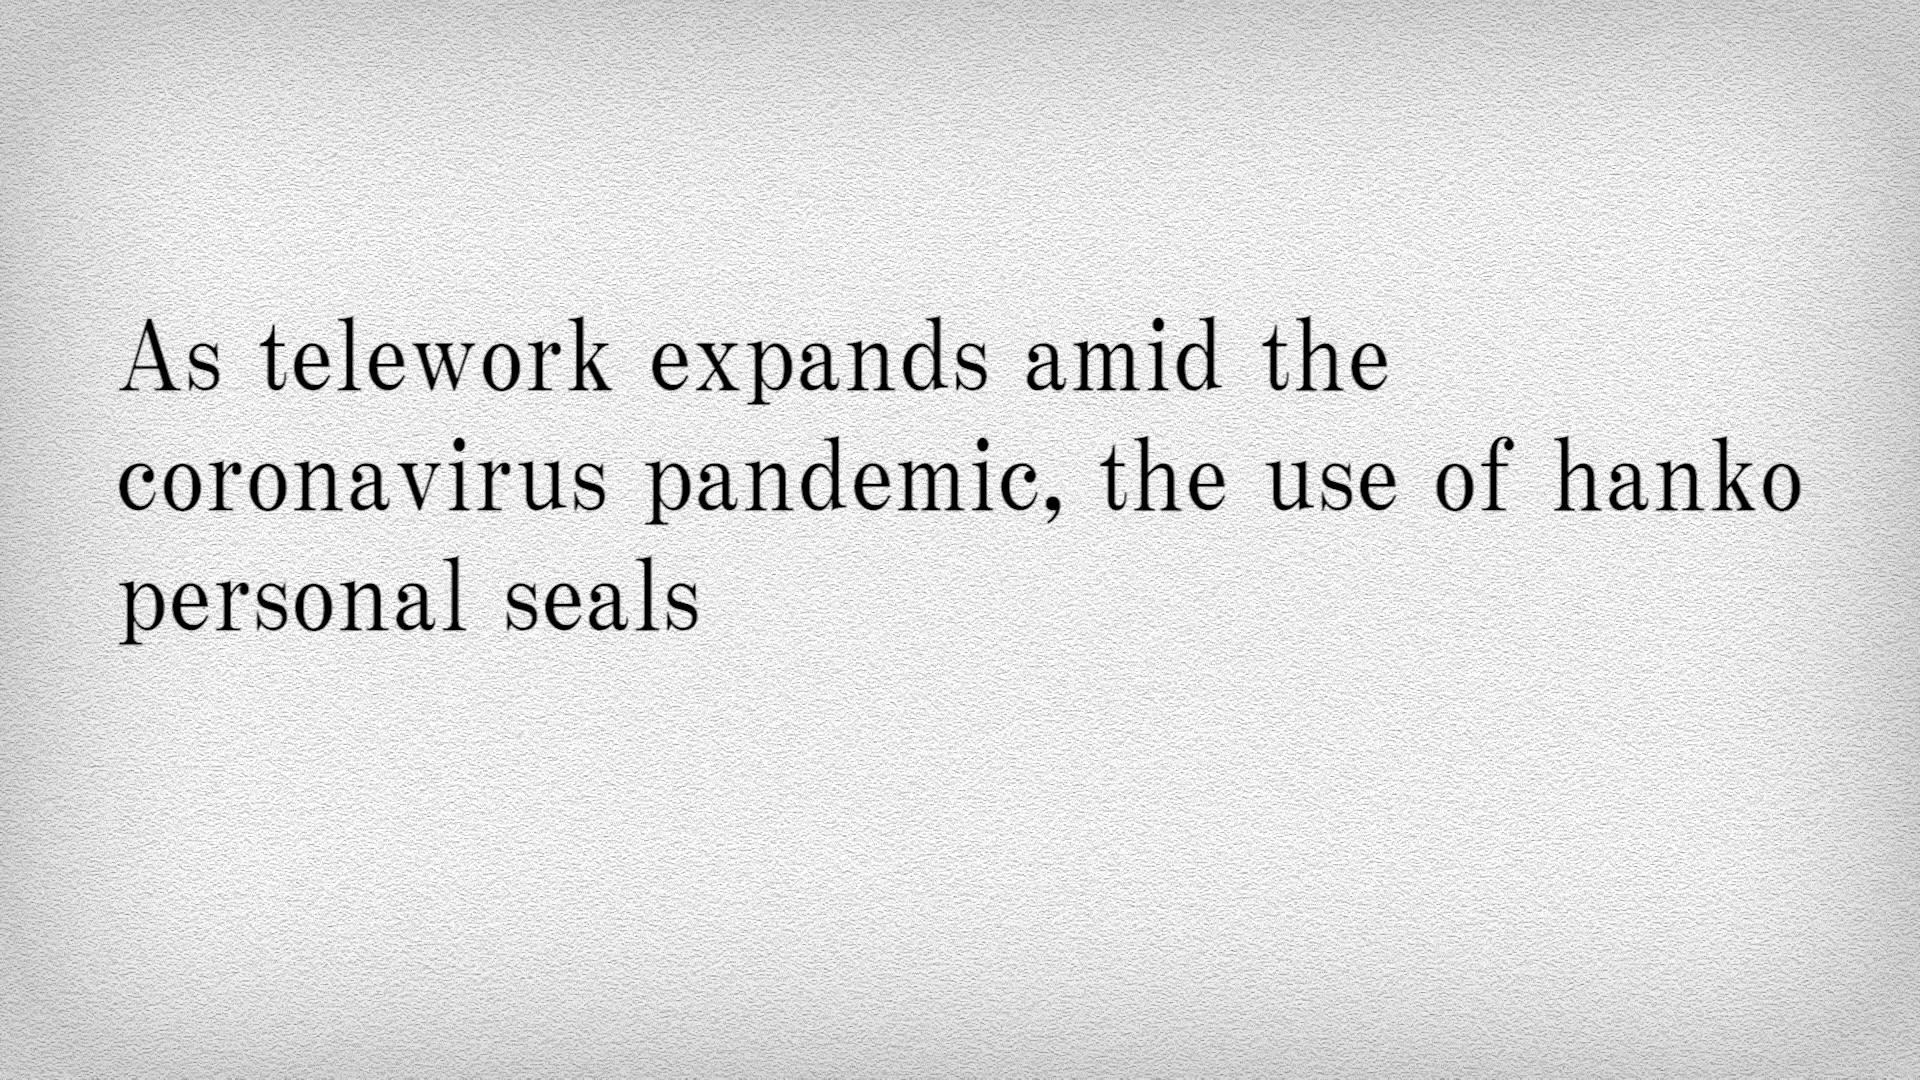 As telework expands amid the
coronavirus pandemic, the use of hanko
personal seals